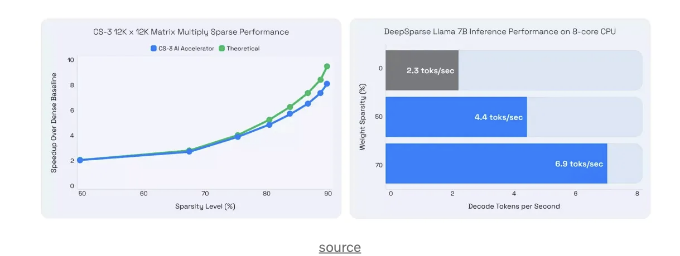 CS-3 12K x 12K Matrix Multiply Sparse Performance
CS-3 AI Accelerator Theoretical
Speedup Over Dense Baseline
10
8
6
4
2
0
50 60 70 80 90
Sparsity Level (%)
DeepSparse Llama 7B Inference Performance on 8-core CPU
Weight Sparsity (%)
0
2.3 toks/sec
50
4.4 toks/sec
70
6.9 toks/sec
0 2 4 6 8
Decode Tokens per Second
source